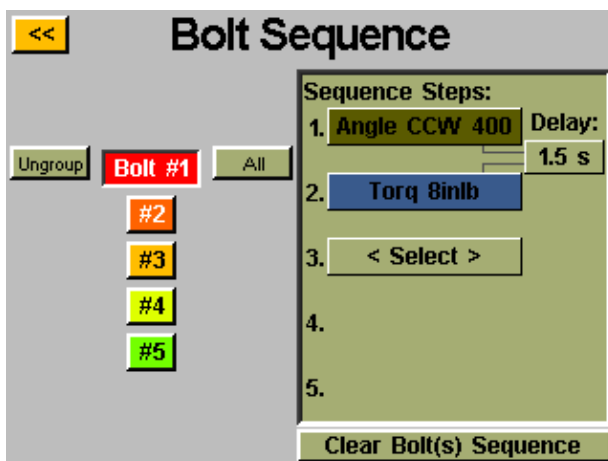 << Bolt Sequence
Sequence Steps:
1. Angle CCW 400 Delay:
1.5 s
Ungroup Bolt #1 All
2. Torq 8inlb
#2
#3
3. < Select >
#4
4.
#5
5.
Clear Bolt(s) Sequence